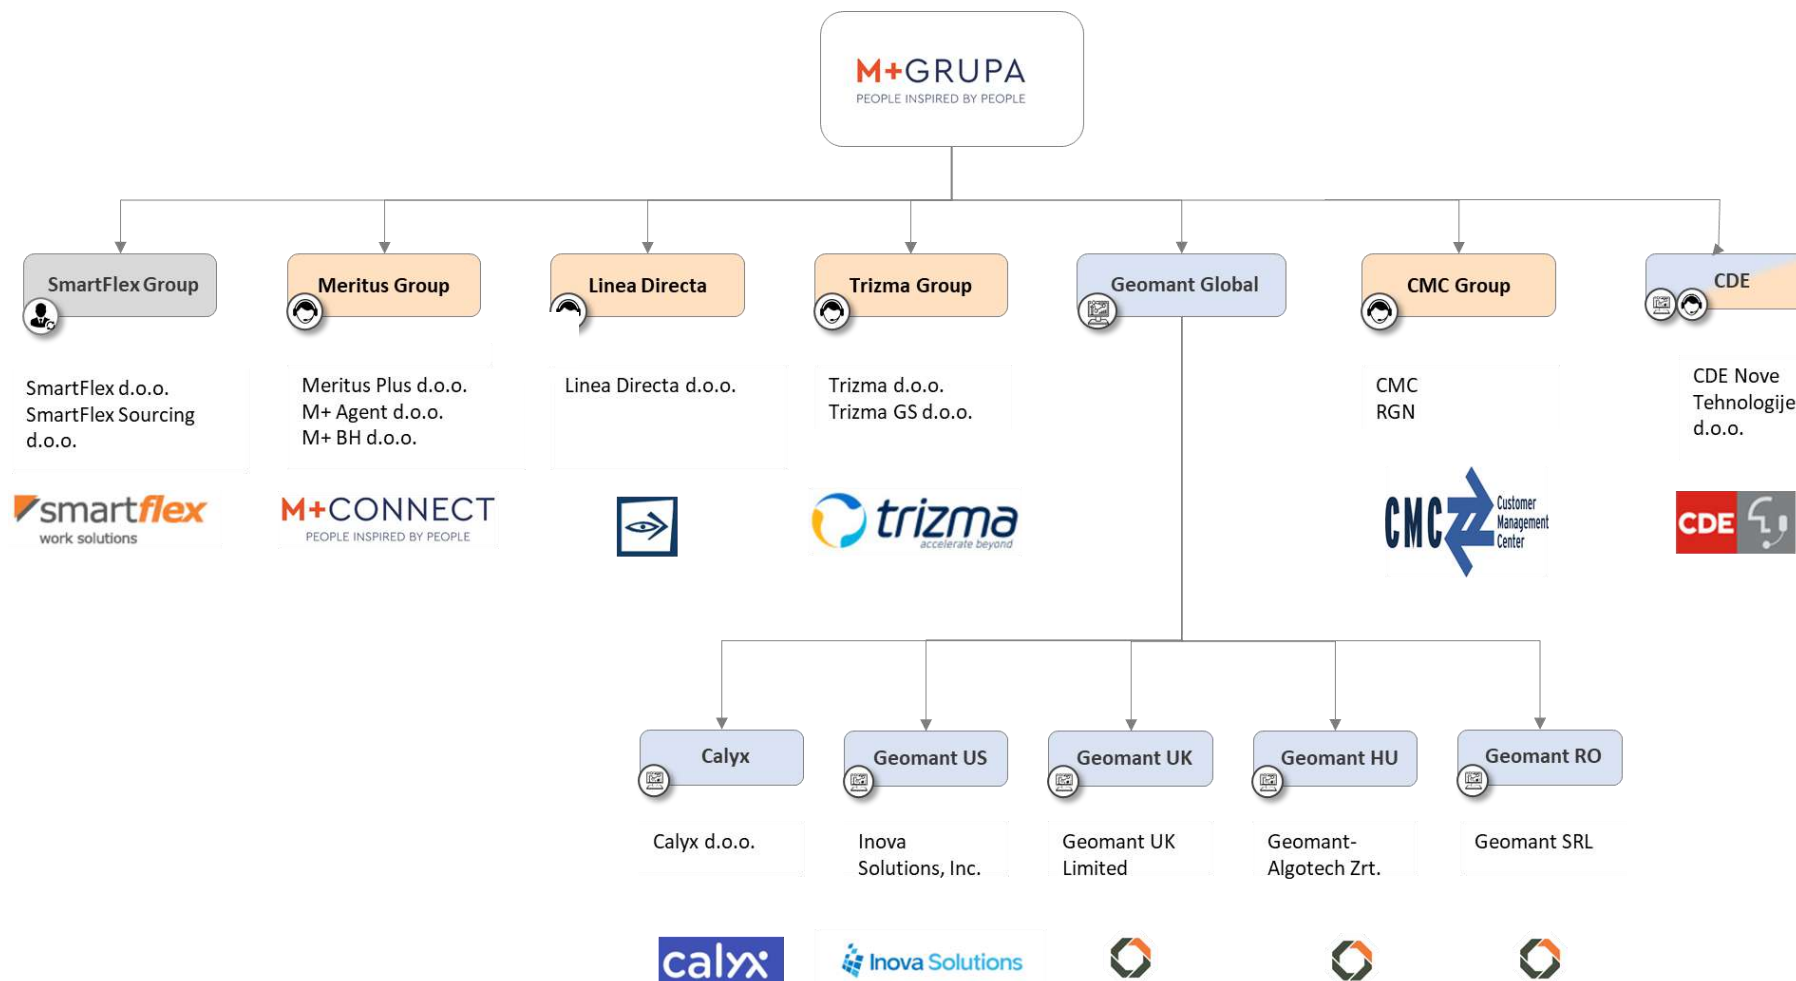 M+GRUPA
PEOPLE INSPIRED BY PEOPLE
SmartFlex Group
Meritus Group
Linea Directa
Trizma Group
Geomant Global
CMC Group
CDE
SmartFlex d.o.o.
SmartFlex Sourcing
d.o.o.
Meritus Plus d.o.o.
M+ Agent d.o.o.
M+ BH d.o.o.
Linea Directa d.o.o.
Trizma d.o.o.
Trizma GS d.o.o.
CMC
RGN
CDE Nove
Tehnologije
d.o.o.
smartflex
work solutions
M+CONNECT
PEOPLE INSPIRED BY PEOPLE
trizma
accelerate beyond
CMC
Customer
Management
Center
CDE
Calyx
Geomant US
Geomant UK
Geomant HU
Geomant RO
Calyx d.o.o.
Inova
Solutions, Inc.
Geomant UK
Limited
Geomant-
Algotech Zrt.
Geomant SRL
calyx
Inova Solutions